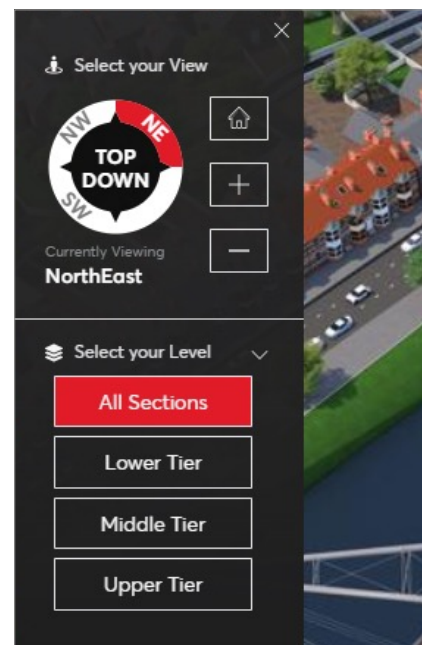 Select your View
NW
NE
TOP
DOWN
SW
Currently Viewing
NorthEast
Select your Level
All Sections
Lower Tier
Middle Tier
Upper Tier